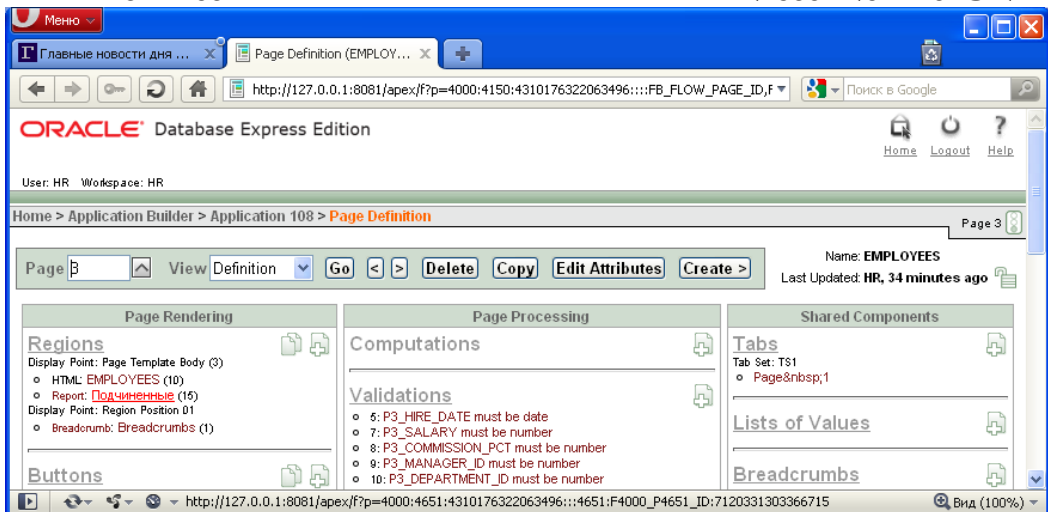 Меню
Главные новости дня ...
Page Definition (EMPLOY...
http://127.0.0.1:8081/apex/f?p=4000:4150:4310176322063496::::FB_FLOW_PAGE_ID,F
Поиск в Google
ORACLE Database Express Edition
Home Logout Help
User: HR Workspace: HR
Home > Application Builder > Application 108 > Page Definition
Page 3
Page 3 View Definition Go < > Delete Copy Edit Attributes Create >
Name: EMPLOYEES
Last Updated: HR, 34 minutes ago
Page Rendering
Regions
Display Point: Page Template Body (3)
HTML: EMPLOYEES (10)
Report: Подчиненные (15)
Display Point: Region Position 01
Breadcrumb: Breadcrumbs (1)
Buttons
Page Processing
Computations
Validations
5: P3_HIRE_DATE must be date
7: P3_SALARY must be number
8: P3_COMMISSION_PCT must be number
9: P3_MANAGER_ID must be number
10: P3_DEPARTMENT_ID must be number
Shared Components
Tabs
Tab Set: TS1
Page&nbsp;1
Lists of Values
Breadcrumbs
http://127.0.0.1:8081/apex/f?p=4000:4651:4310176322063496:::4651:F4000_P4651_ID:7120331303366715
Вид (100%)